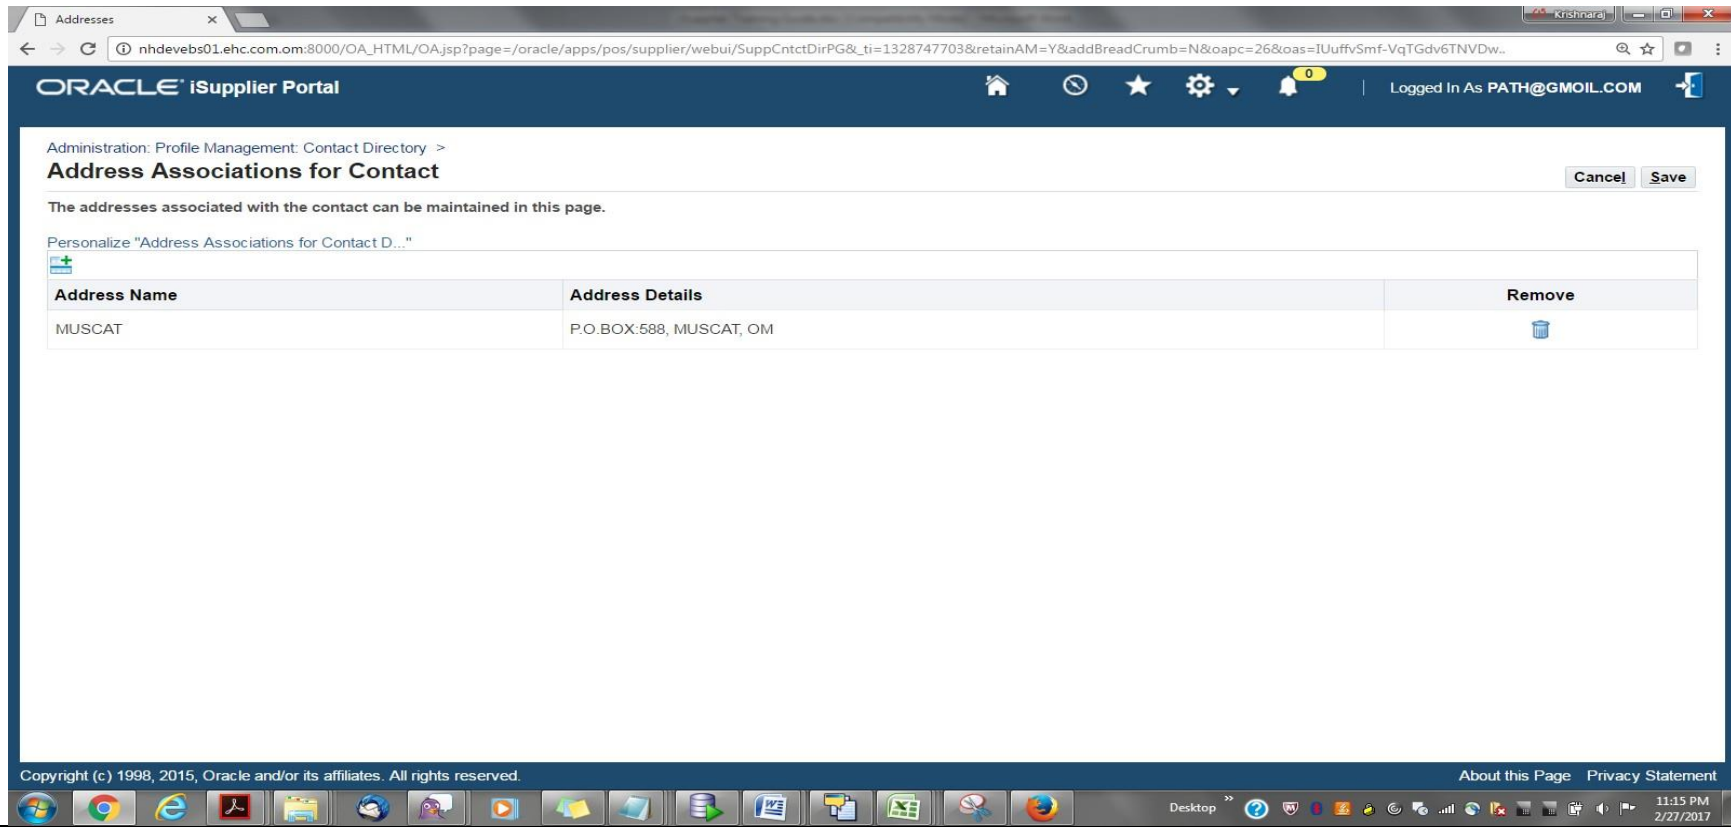 Addresses
Krishnaraj
nhdevebs01.ehc.com.om:8000/OA_HTML/OA.jsp?page=/oracle/apps/pos/supplier/webui/SuppCntctDirPG&_ti=1328747703&retainAM=Y&addBreadCrumb=N&oapc=26&oas=IUuffvSmf-VqTGdv6TNVDw..
ORACLE iSupplier Portal
0
Logged In As PATH@GMOIL.COM
Administration: Profile Management: Contact Directory >
Address Associations for Contact
Cancel Save
The addresses associated with the contact can be maintained in this page.
Personalize "Address Associations for Contact D..."
Address Name Address Details Remove
MUSCAT P.O.BOX:588, MUSCAT, OM
Copyright (c) 1998, 2015, Oracle and/or its affiliates. All rights reserved.
About this Page Privacy Statement
Desktop »
11:15 PM
2/27/2017